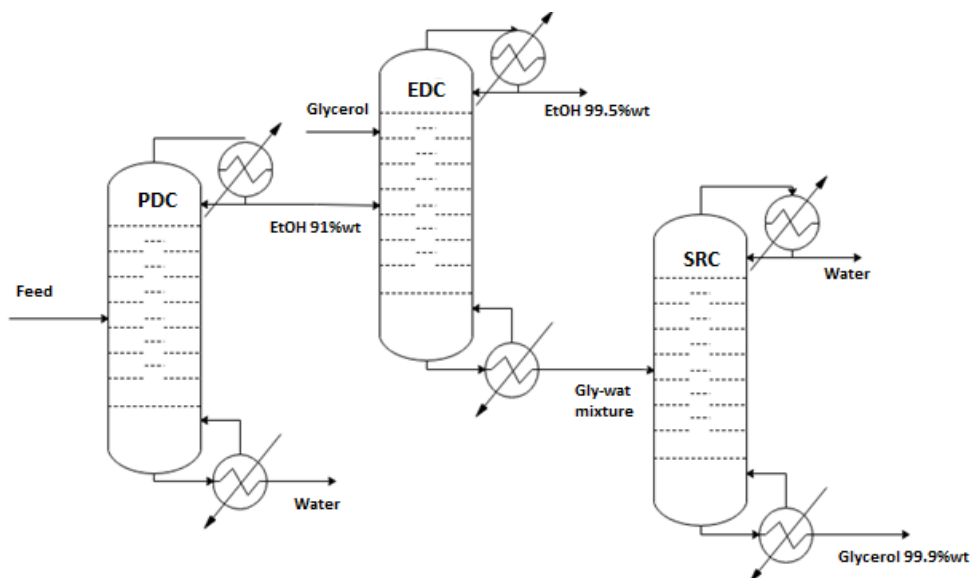 EDC
EtOH 99.5%wt
Glycerol
PDC
EtOH 91%wt
Feed
Water
SRC
Water
Gly-wat
mixture
Glycerol 99.9%wt